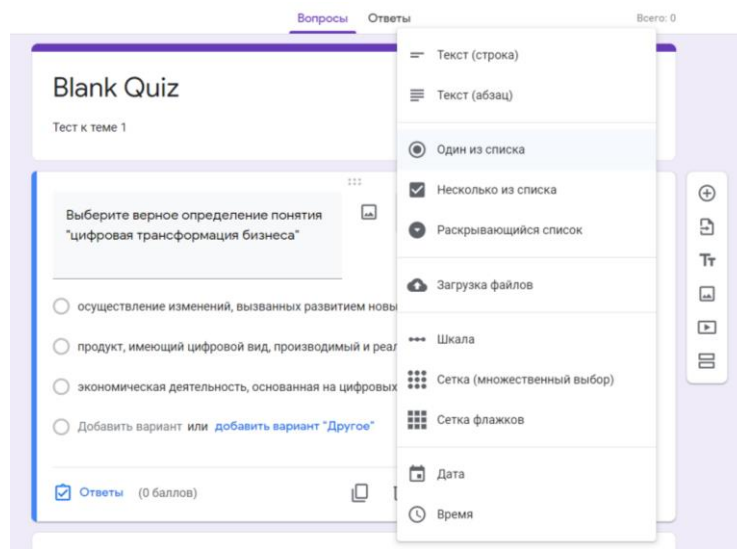 Вопросы Ответы
Всего: 0
Blank Quiz
Тест к теме 1
Выберите верное определение понятия
"цифровая трансформация бизнеса"
осуществление изменений, вызванных развитием
продукт, имеющий цифровой вид, производимый и
экономическая деятельность, основанная на цифровых
Добавить вариант или добавить вариант "Другое"
Ответы (0 баллов)
Текст (строка)
Текст (абзац)
Один из списка
Несколько из списка
Раскрывающийся список
Загрузка файлов
Шкала
Сетка (множественный выбор)
Сетка флажков
Дата
Время
Тт